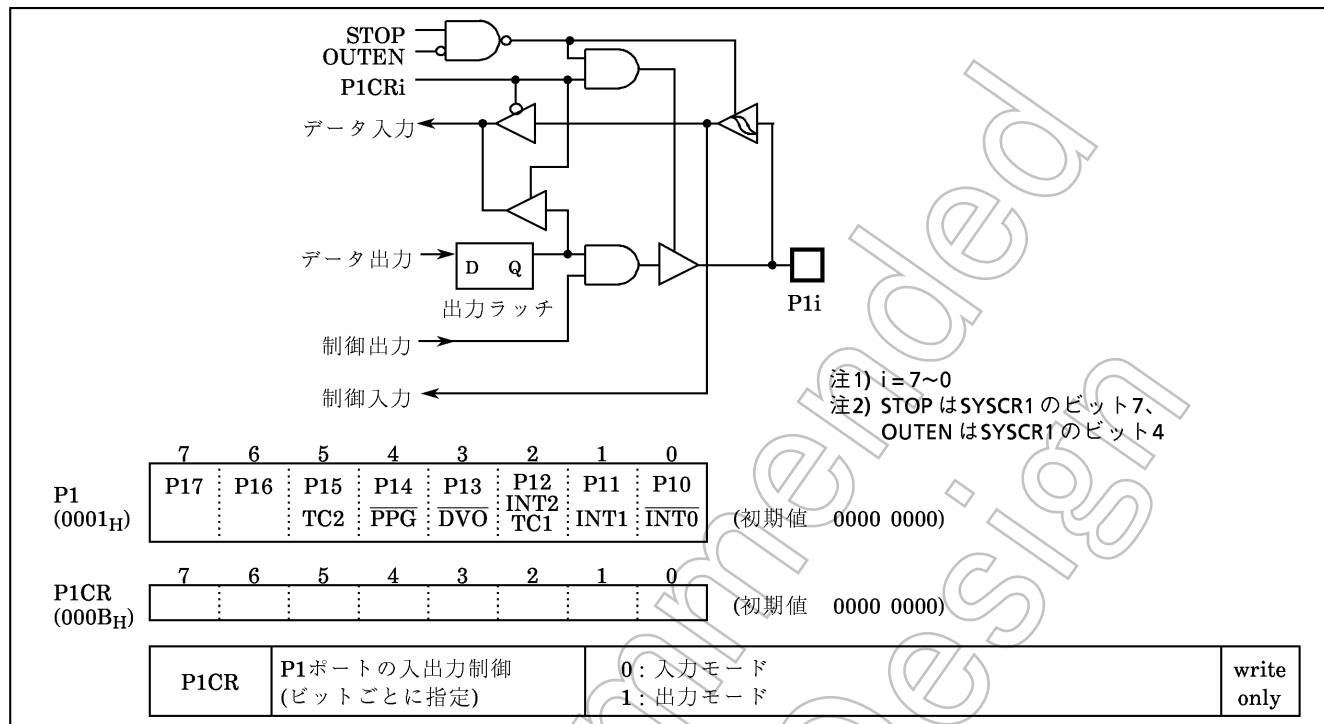 STOP
OUTEN
P1CRi
データ入力
データ出力
D Q
出力ラッチ
P1i
制御出力
制御入力
注1) i = 7~0
注2) STOP はSYSCR1 のビット7、
OUTEN はSYSCR1 のビット4
7 6 5 4 3 2 1 0
P1
(0001H)
P17 P16 P15 P14 P13 P12 P11 P10
TC2 PPG DVO INT2 TC1 INT1 INT0
(初期値 0000 0000)
7 6 5 4 3 2 1 0
P1CR
(000BH)
(初期値 0000 0000)
P1CR
P1ポートの入出力制御
(ビットごとに指定)
0 : 入力モード
1 : 出力モード
write
only
mmended
Design